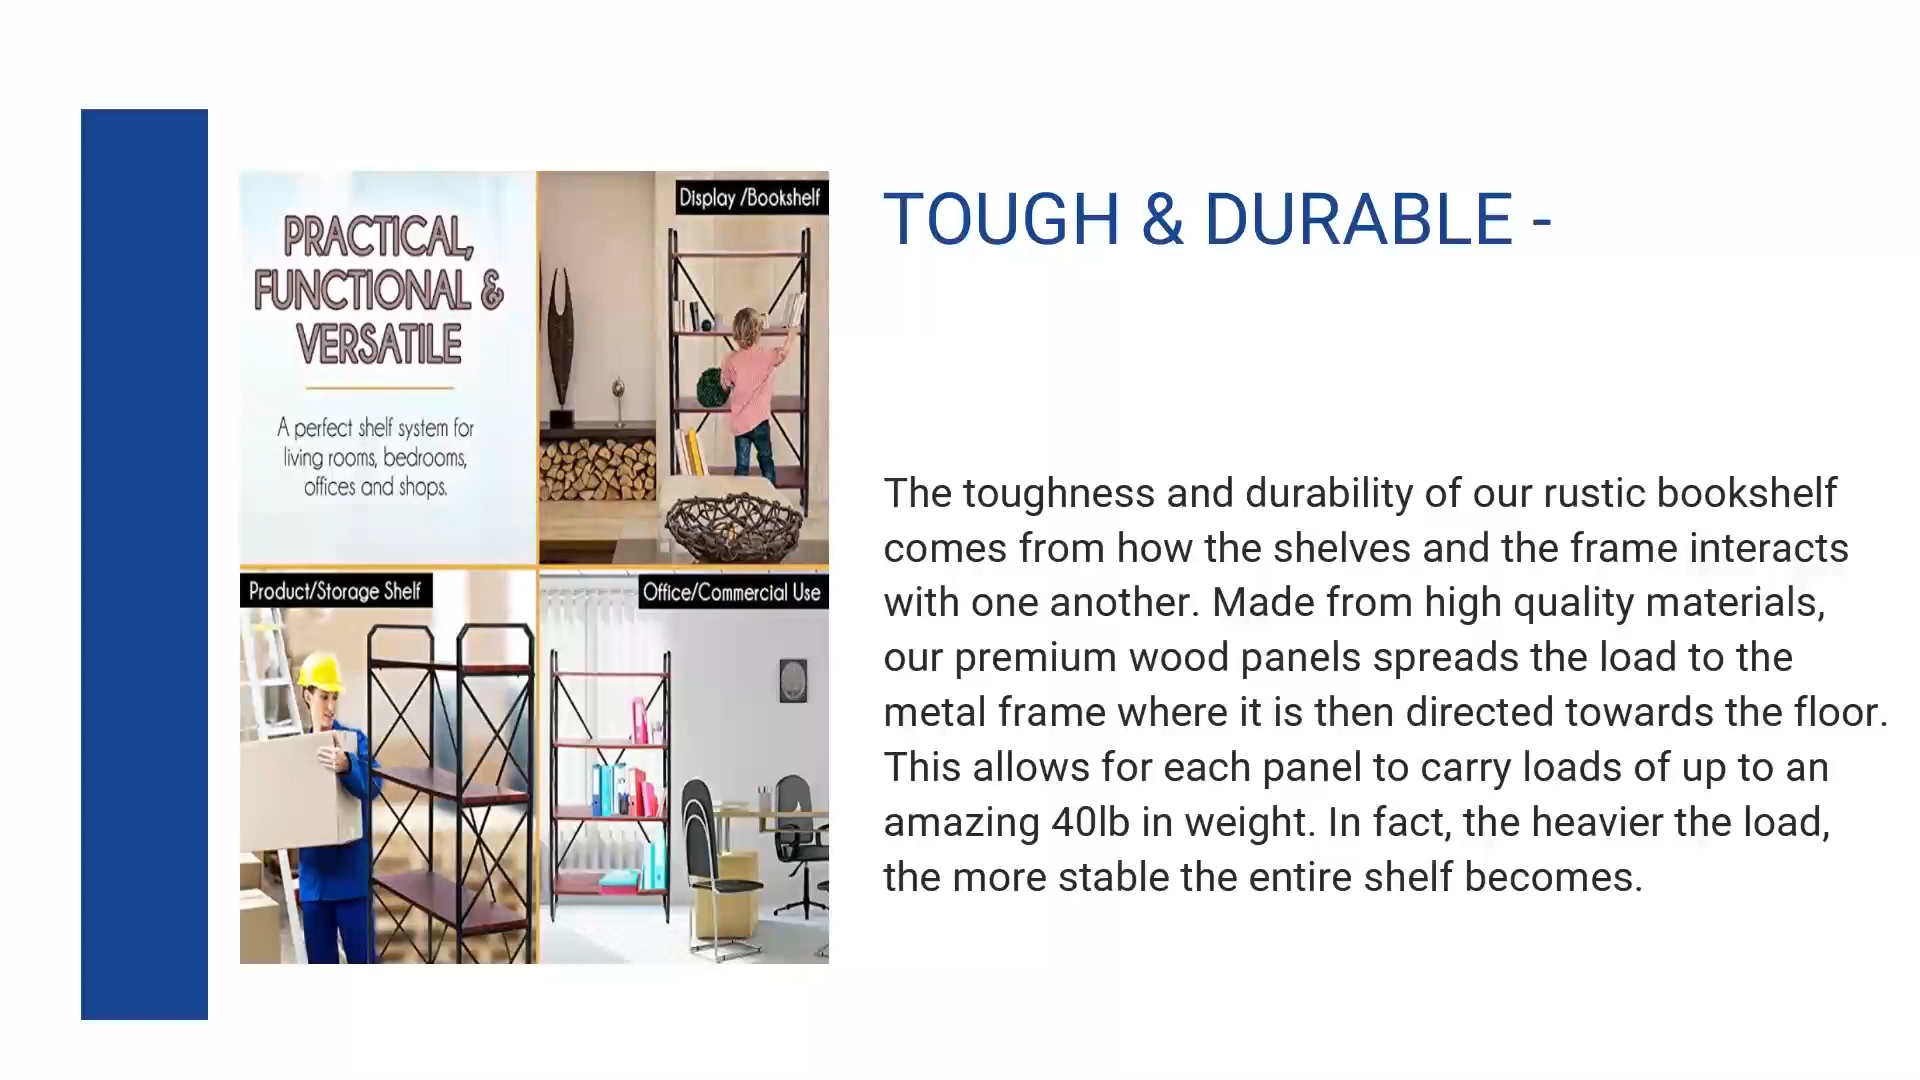 PRACTICAL,
FUNCTIONAL &
VERSATILE
A perfect shelf system for
living rooms, bedrooms,
offices and shops.
Display /Bookshelf
Product/Storage Shelf
Office/Commercial Use
TOUGH & DURABLE -
The toughness and durability of our rustic bookshelf
comes from how the shelves and the frame interacts
with one another. Made from high quality materials,
our premium wood panels spreads the load to the
metal frame where it is then directed towards the floor.
This allows for each panel to carry loads of up to an
amazing 40lb in weight. In fact, the heavier the load,
the more stable the entire shelf becomes.